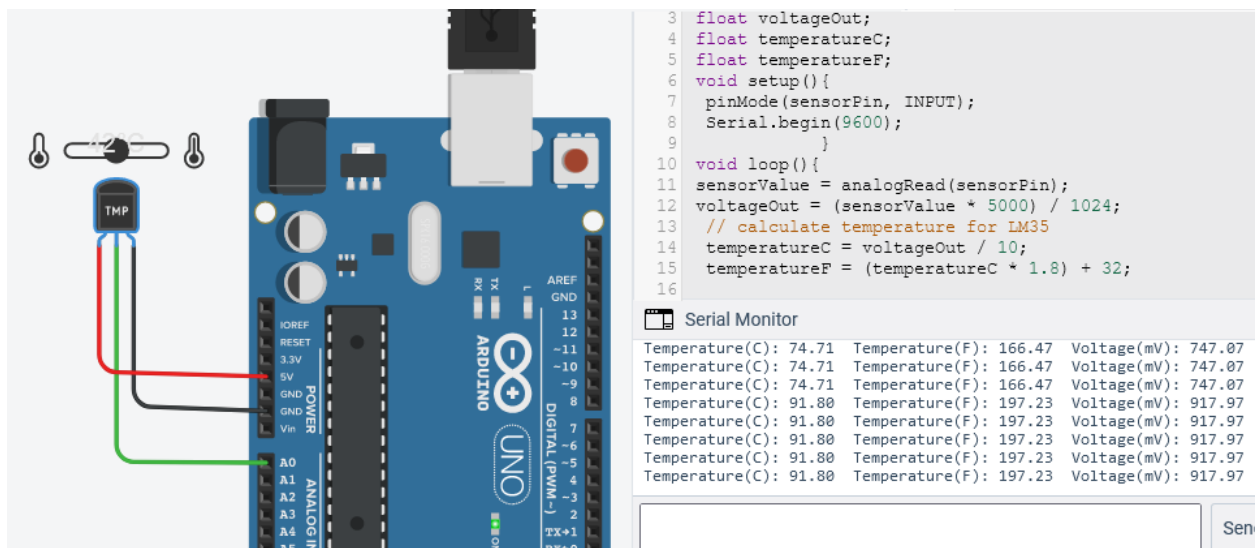 3 float voltageOut;
4 float temperatureC;
5 float temperatureF;
6 void setup(){
7 pinMode(sensorPin, INPUT);
8 Serial.begin(9600);
9 }
10 void loop(){
11 sensorValue = analogRead(sensorPin);
12 voltageOut = (sensorValue * 5000) / 1024;
13 // calculate temperature for LM35
14 temperatureC = voltageOut / 10;
15 temperatureF = (temperatureC * 1.8) + 32;
16
Serial Monitor
Temperature(C): 74.71 Temperature(F): 166.47 Voltage(mV): 747.07
Temperature(C): 74.71 Temperature(F): 166.47 Voltage(mV): 747.07
Temperature(C): 74.71 Temperature(F): 166.47 Voltage(mV): 747.07
Temperature(C): 91.80 Temperature(F): 197.23 Voltage(mV): 917.97
Temperature(C): 91.80 Temperature(F): 197.23 Voltage(mV): 917.97
Temperature(C): 91.80 Temperature(F): 197.23 Voltage(mV): 917.97
Temperature(C): 91.80 Temperature(F): 197.23 Voltage(mV): 917.97
Temperature(C): 91.80 Temperature(F): 197.23 Voltage(mV): 917.97
42°C
TMP
IOREF
RESET
3.3V
5V
GND
GND
Vin
POWER
A0
A1
A2
A3
A4
ANALOG IN
RX
TX
L
ARDUINO
UNO
ON
AREF
GND
13
12
~11
~10
~9
8
7
~6
~5
4
~3
2
TX→1
DIGITAL (PWM~)